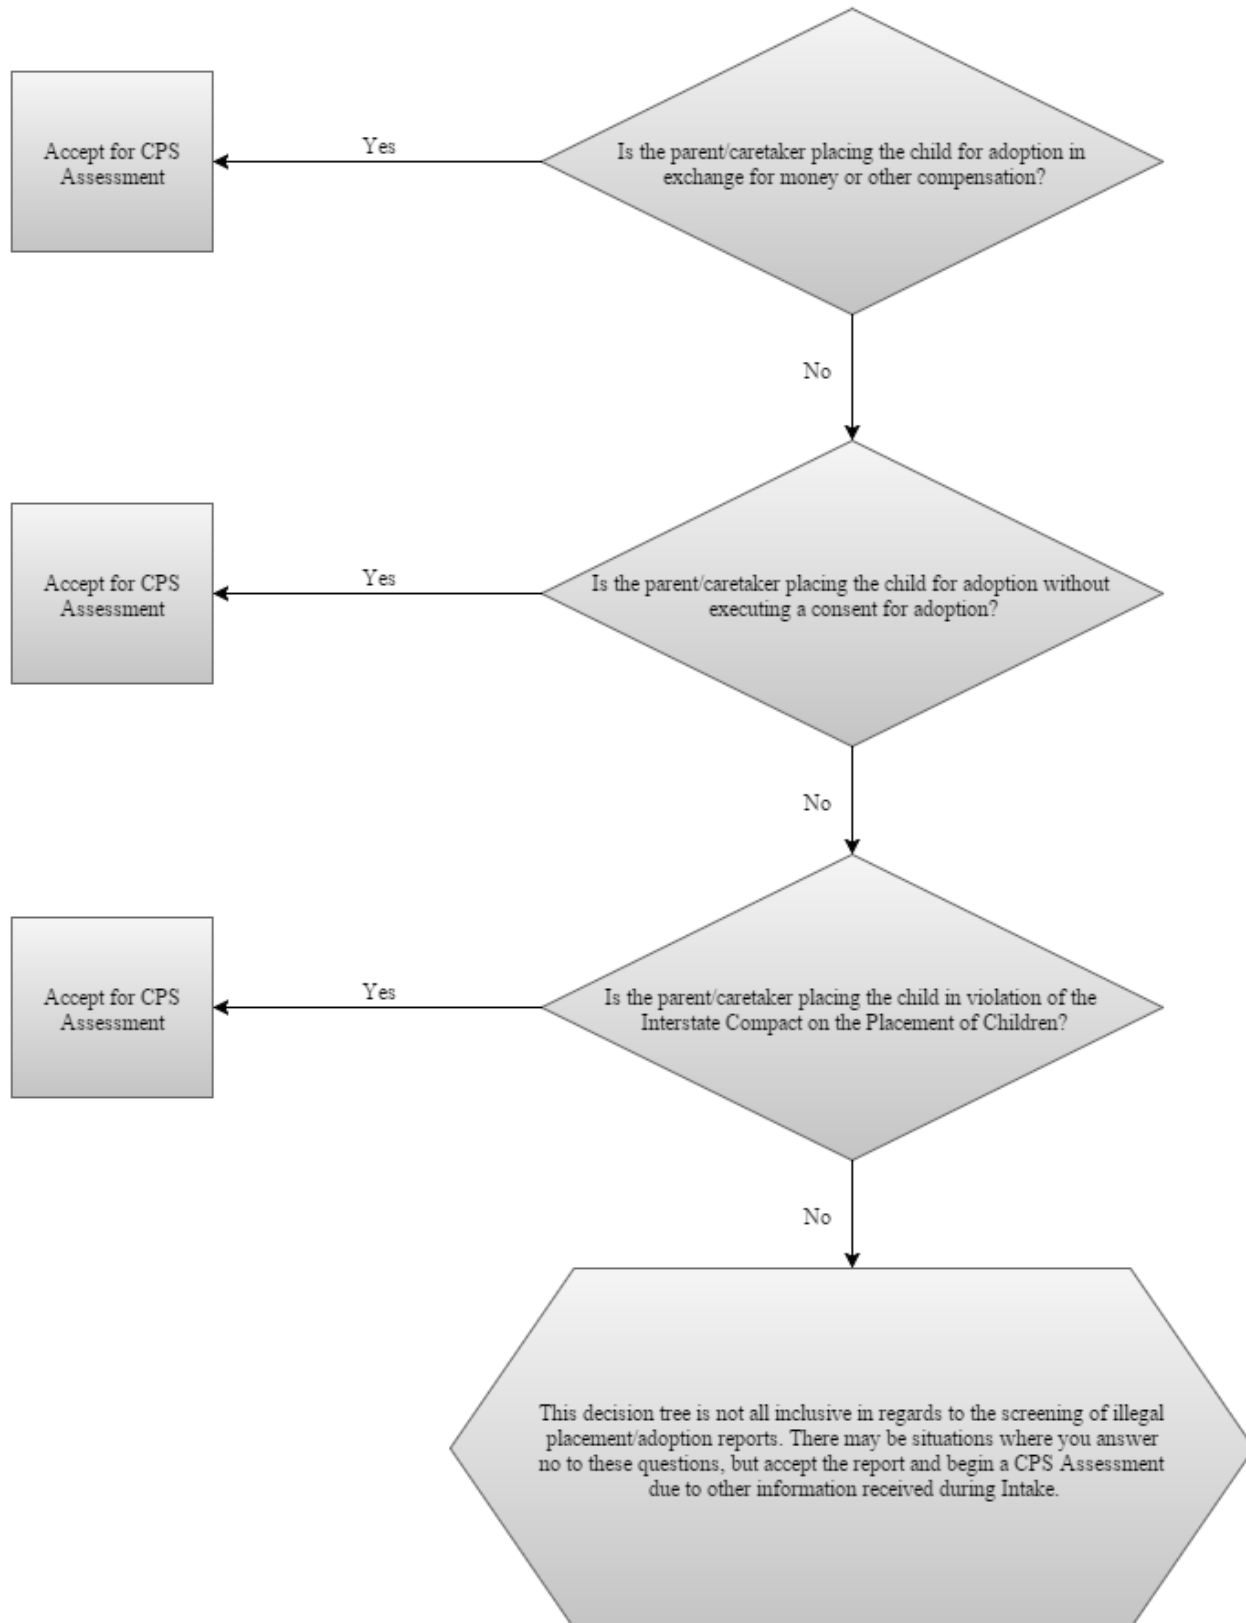 Is the parent/caretaker placing the child for adoption in
exchange for money or other compensation?
Yes
Accept for CPS
Assessment
No
Is the parent/caretaker placing the child for adoption without
executing a consent for adoption?
Yes
Accept for CPS
Assessment
No
Is the parent/caretaker placing the child in violation of the
Interstate Compact on the Placement of Children?
Yes
Accept for CPS
Assessment
No
This decision tree is not all inclusive in regards to the screening of illegal
placement/adoption reports. There may be situations where you answer
no to these questions, but accept the report and begin a CPS Assessment
due to other information received during Intake.